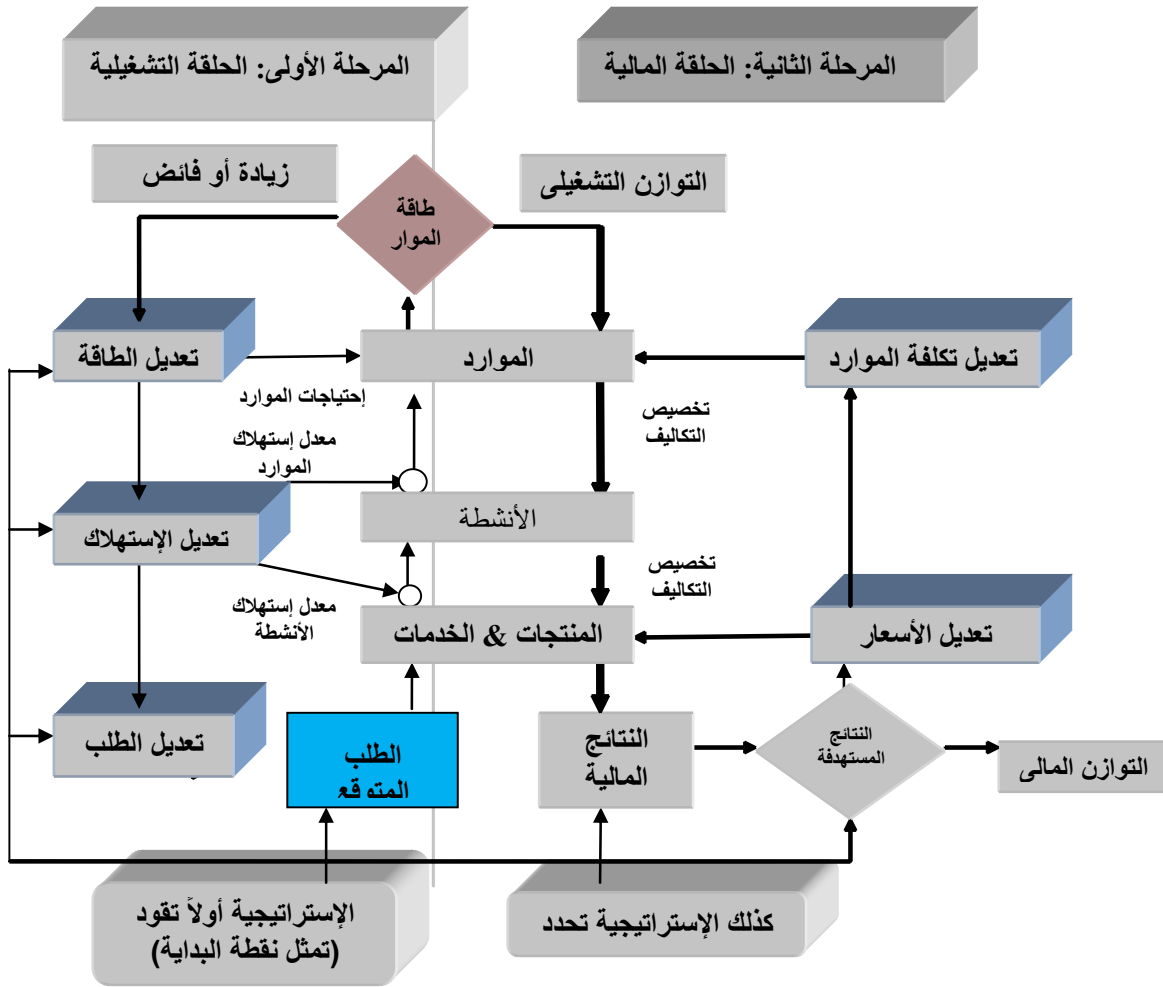 المرحلة الأولى: الحلقة التشغيلية
المرحلة الثانية: الحلقة المالية
زيادة أو فائض
التوازن التشغيلى
طاقة
الموار
تعديل الطاقة
الموارد
تعديل تكلفة الموارد
إحتياجات الموارد
تخصيص
التكاليف
معدل إستهلاك
الموارد
تعديل الإستهلاك
الأنشطة
تخصيص
التكاليف
معدل إستهلاك
الأنشطة
المنتجات & الخدمات
تعديل الأسعار
تعديل الطلب
الطلب
المتوقع
النتائج
المالية
النتائج
المستهدفة
التوازن المالى
الإستراتيجية أولاً تقود
(تمثل نقطة البداية)
كذلك الإستراتيجية تحدد